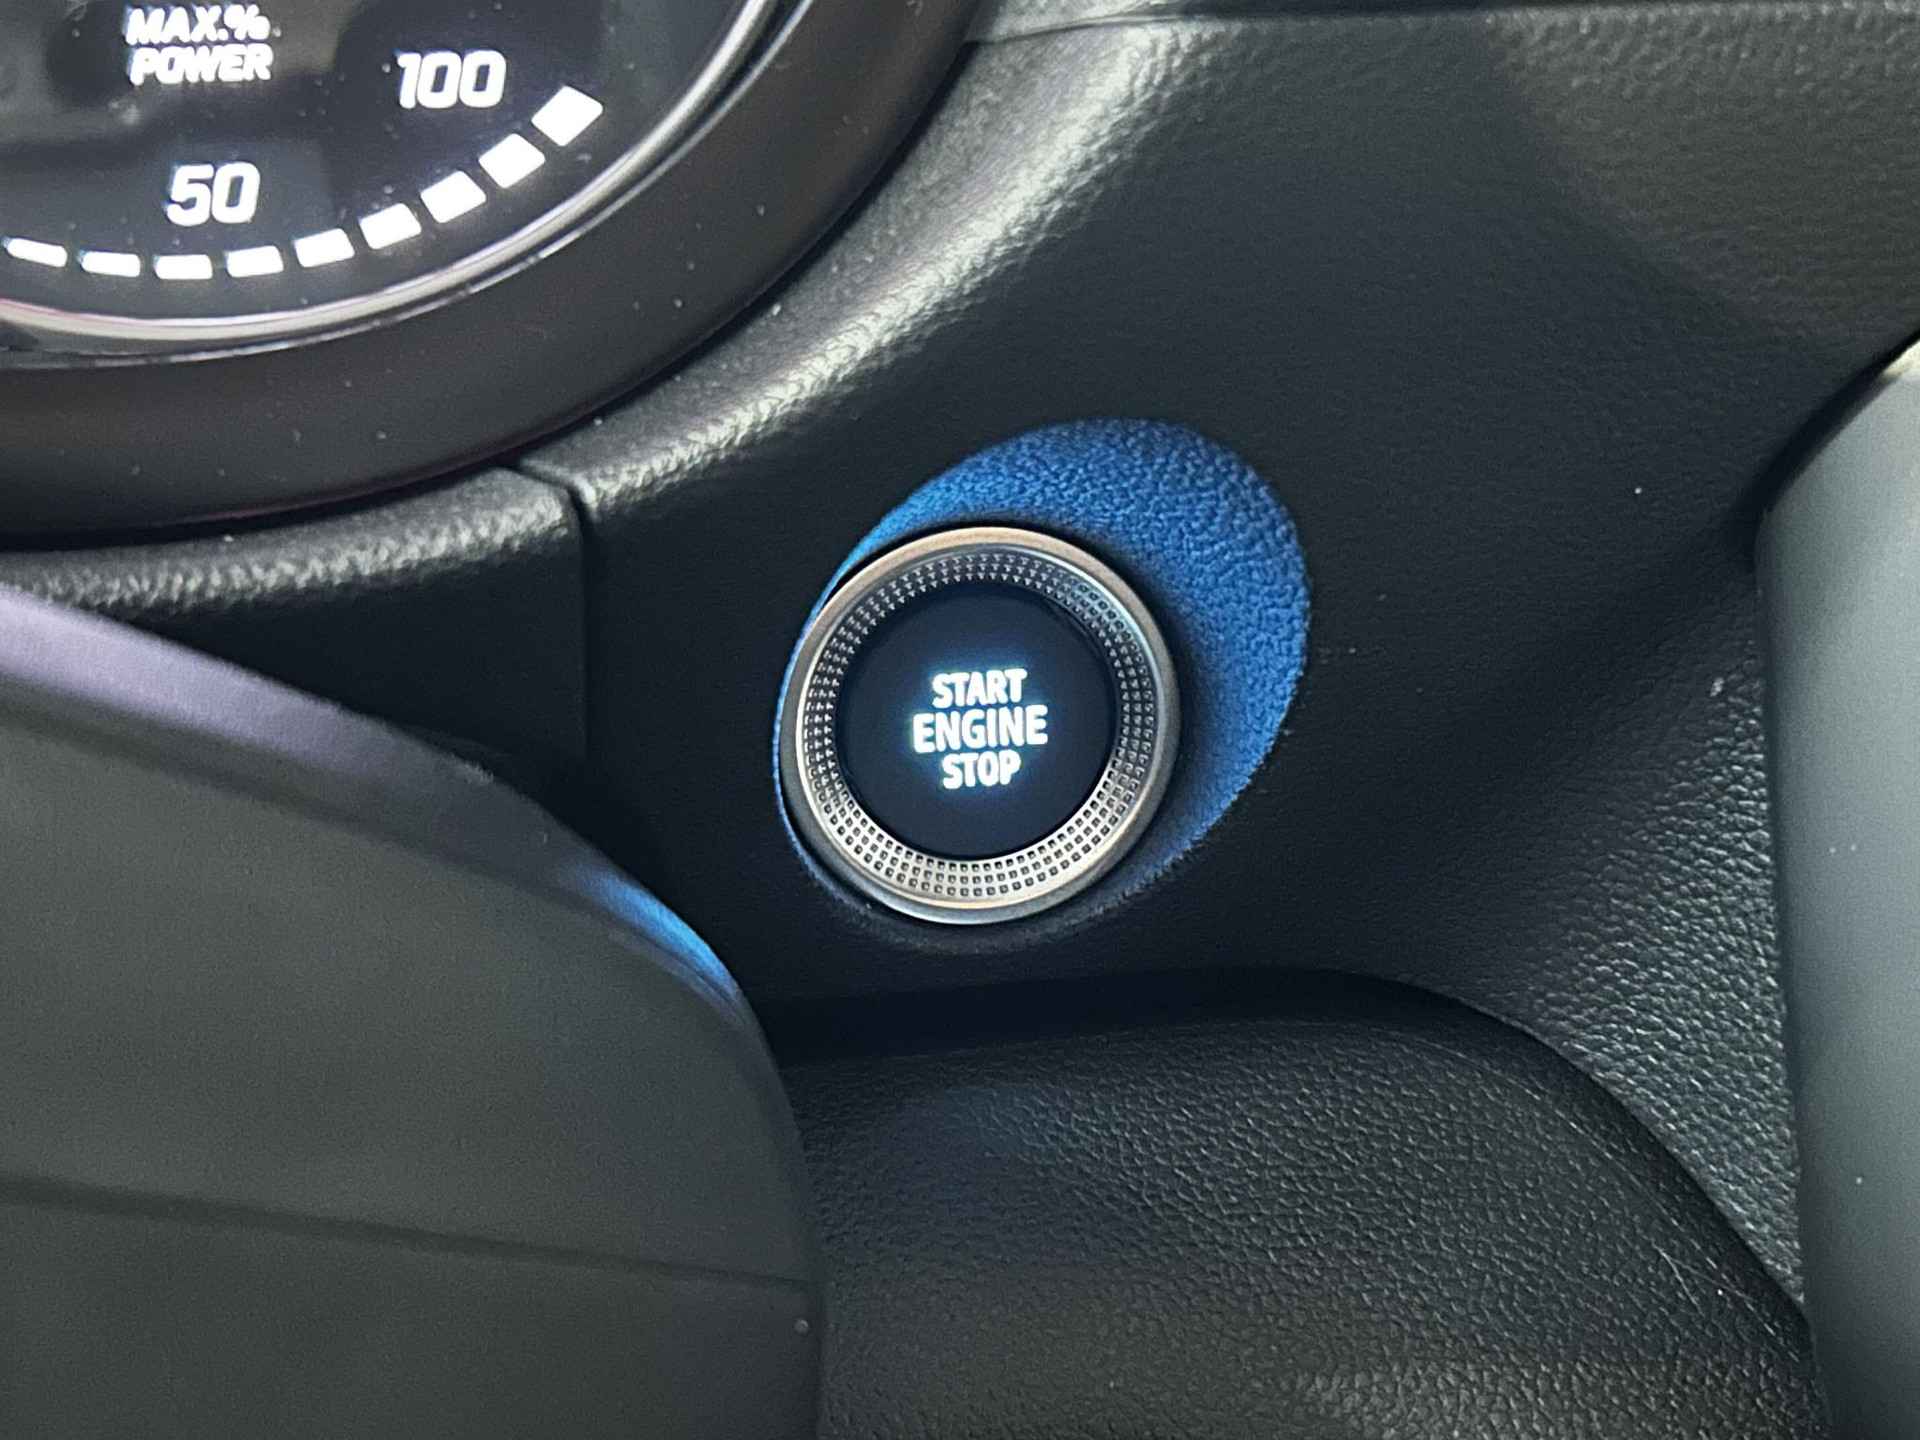 MAX.%
POWER
100
50
START
ENGINE
STOP